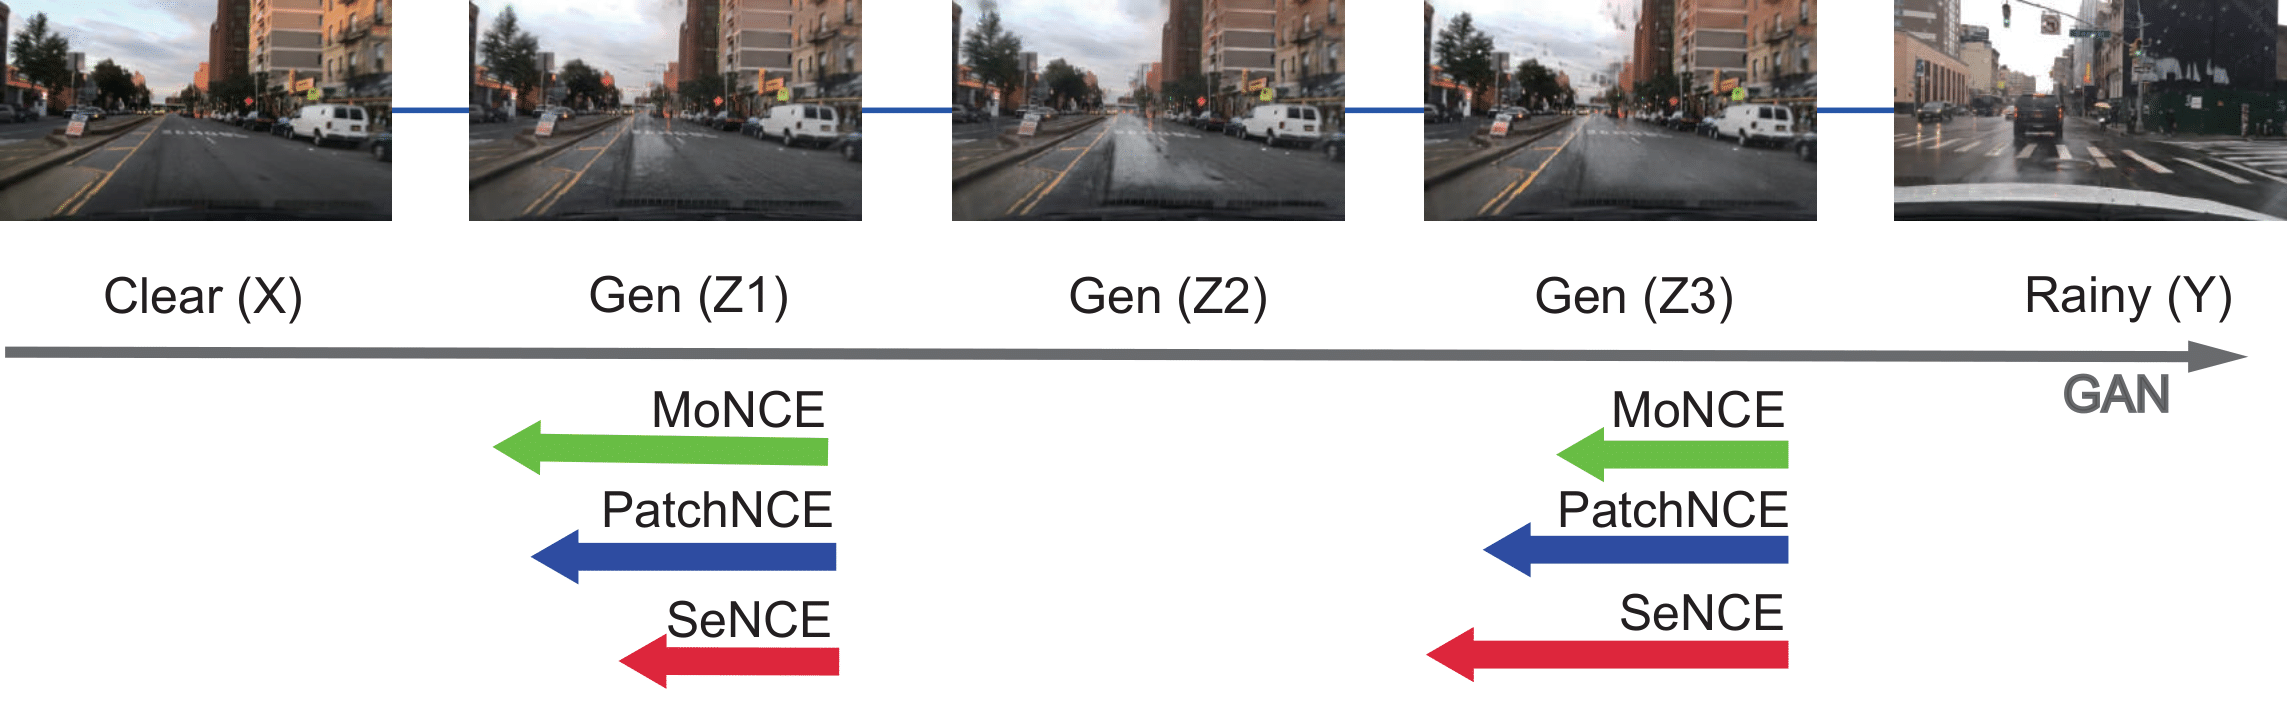 Clear (X)
Gen (Z1)
Gen (Z2)
Gen (Z3)
Rainy (Y)
GAN
MoNCE
MoNCE
PatchNCE
PatchNCE
SeNCE
SeNCE